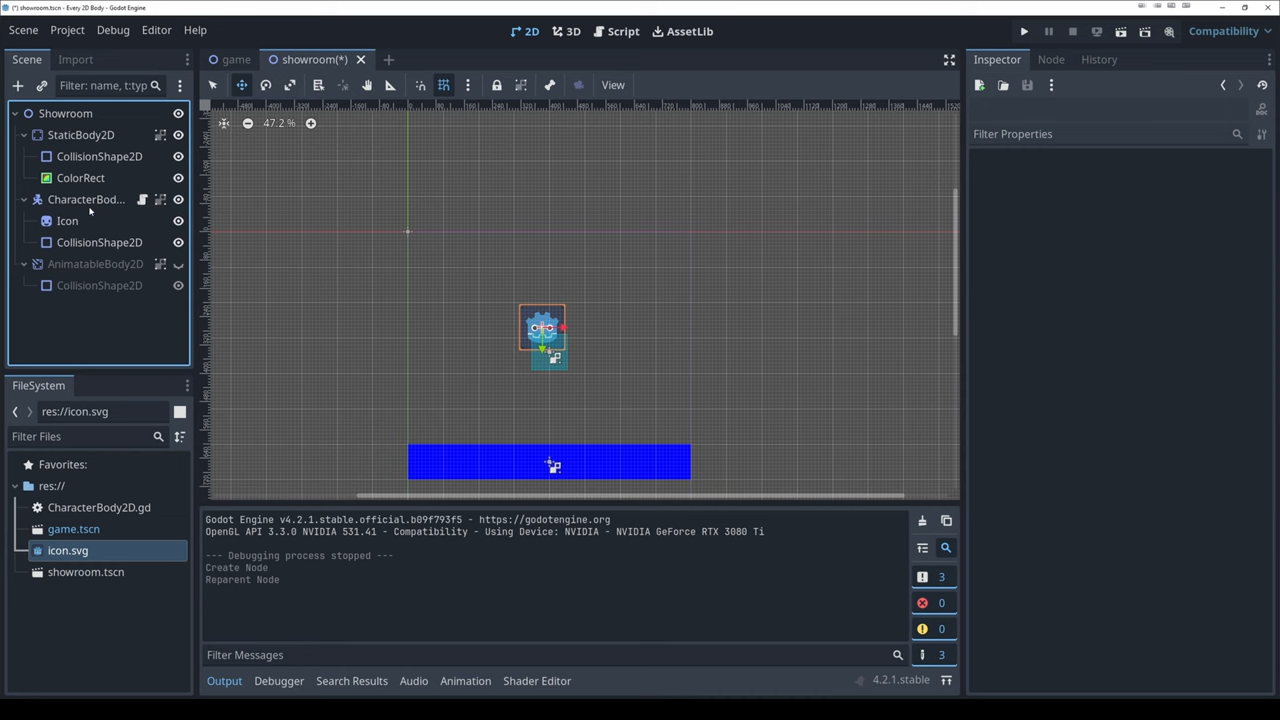 (*) showroom.tscn - Every 2D Body - Godot Engine
Scene Project Debug Editor Help
2D 3D Script AssetLib
Compatibility
Scene Import
game showroom(*)
Inspector Node History
Filter: name, t:typ
View
47.2 %
Filter Properties
Showroom
StaticBody2D
CollisionShape2D
ColorRect
CharacterBod...
Icon
CollisionShape2D
AnimatableBody2D
CollisionShape2D
FileSystem
res://icon.svg
Filter Files
Favorites:
res://
CharacterBody2D.gd
game.tscn
icon.svg
showroom.tscn
Godot Engine v4.2.1.stable.official.b09f793f5 - https://godotengine.org
OpenGL API 3.3.0 NVIDIA 531.41 - Compatibility - Using Device: NVIDIA - NVIDIA GeForce RTX 3080 Ti
--- Debugging process stopped ---
Create Node
Reparent Node
3
0
0
3
Filter Messages
Output Debugger Search Results Audio Animation Shader Editor
4.2.1.stable